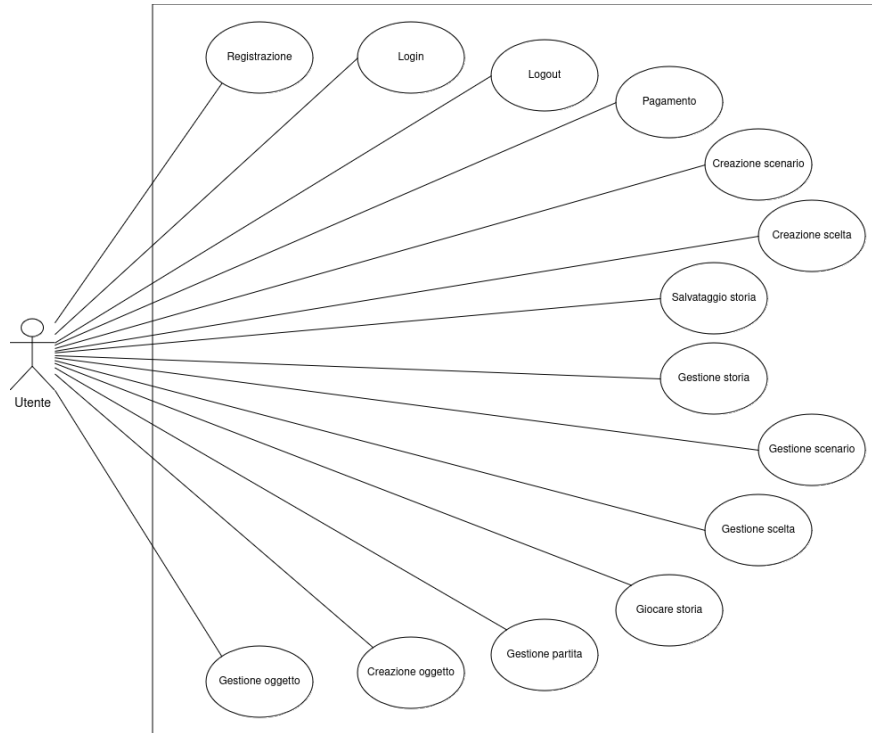 Registrazione
Login
Logout
Pagamento
Creazione scenario
Creazione scelta
Salvataggio storia
Gestione storia
Utente
Gestione scenario
Gestione scelta
Giocare storia
Gestione partita
Creazione oggetto
Gestione oggetto